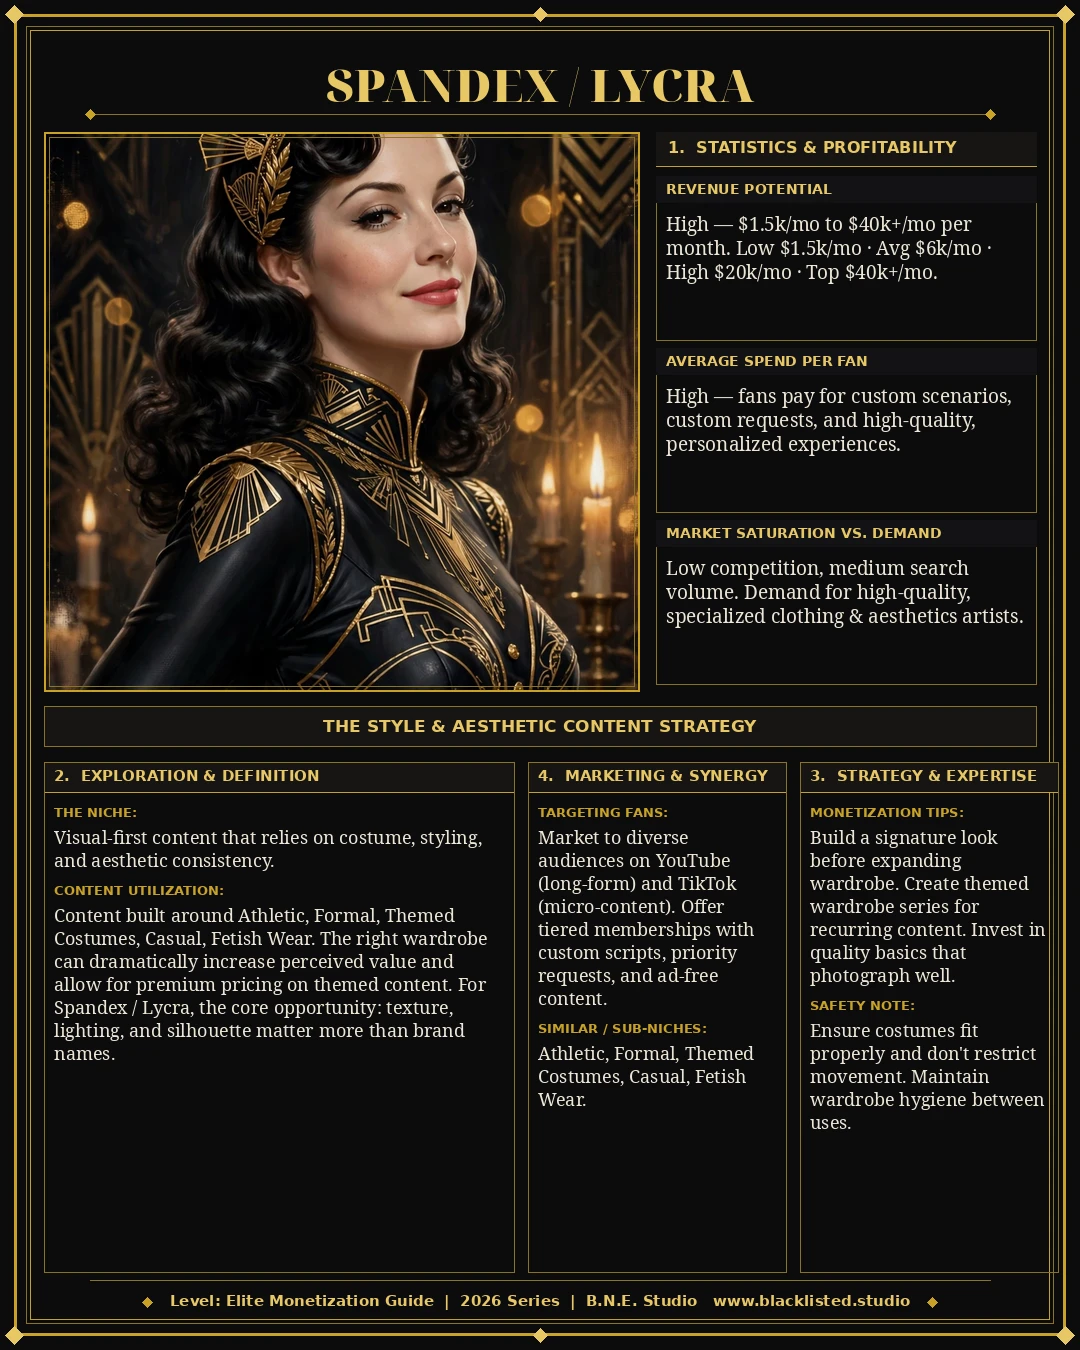 SPANDEX / LYCRA
1. STATISTICS & PROFITABILITY
REVENUE POTENTIAL
High — $1.5k/mo to $40k+/mo per
month. Low $1.5k/mo · Avg $6k/mo ·
High $20k/mo · Top $40k+/mo.
AVERAGE SPEND PER FAN
High — fans pay for custom scenarios,
custom requests, and high-quality,
personalized experiences.
MARKET SATURATION VS. DEMAND
Low competition, medium search
volume. Demand for high-quality,
specialized clothing & aesthetics artists.
THE STYLE & AESTHETIC CONTENT STRATEGY
2. EXPLORATION & DEFINITION
THE NICHE:
Visual-first content that relies on costume, styling,
and aesthetic consistency.
CONTENT UTILIZATION:
Content built around Athletic, Formal, Themed
Costumes, Casual, Fetish Wear. The right wardrobe
can dramatically increase perceived value and
allow for premium pricing on themed content. For
Spandex / Lycra, the core opportunity: texture,
lighting, and silhouette matter more than brand
names.
4. MARKETING & SYNERGY
TARGETING FANS:
Market to diverse
audiences on YouTube
(long-form) and TikTok
(micro-content). Offer
tiered memberships with
custom scripts, priority
requests, and ad-free
content.
SIMILAR / SUB-NICHES:
Athletic, Formal, Themed
Costumes, Casual, Fetish
Wear.
3. STRATEGY & EXPERTISE
MONETIZATION TIPS:
Build a signature look
before expanding
wardrobe. Create themed
wardrobe series for
recurring content. Invest in
quality basics that
photograph well.
SAFETY NOTE:
Ensure costumes fit
properly and don't restrict
movement. Maintain
wardrobe hygiene between
uses.
Level: Elite Monetization Guide | 2026 Series | B.N.E. Studio www.blacklisted.studio